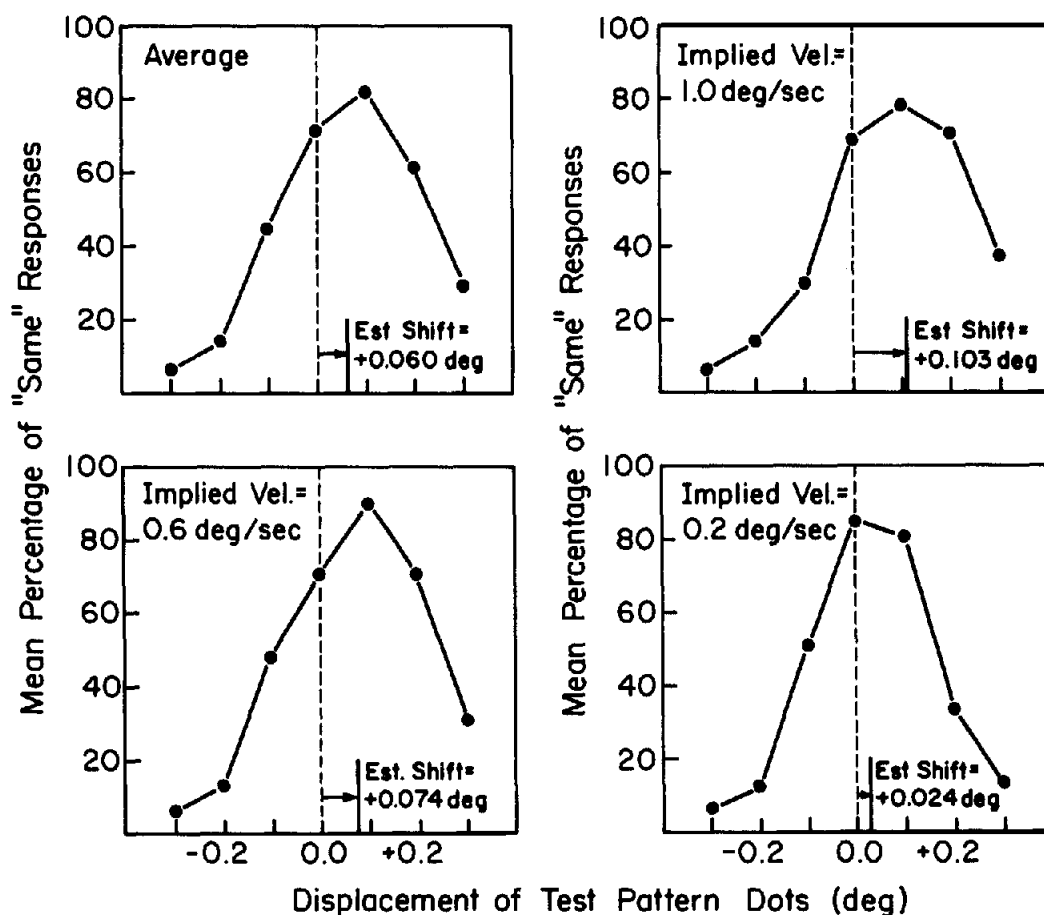 Mean Percentage of "Same" Responses
100
80
60
40
20
Average
Est Shift=
+0.060 deg
Mean Percentage of "Same" Responses
100
80
60
40
20
Implied Vel.=
1.0 deg/sec
Est Shift=
+0.103 deg
100
80
60
40
20
Implied Vel.=
0.6 deg/sec
Est. Shift=
+0.074 deg
-0.2 0.0 +0.2
100
80
60
40
20
Implied Vel.=
0.2 deg/sec
Est Shift=
+0.024 deg
-0.2 0.0 +0.2
Displacement of Test Pattern Dots (deg)